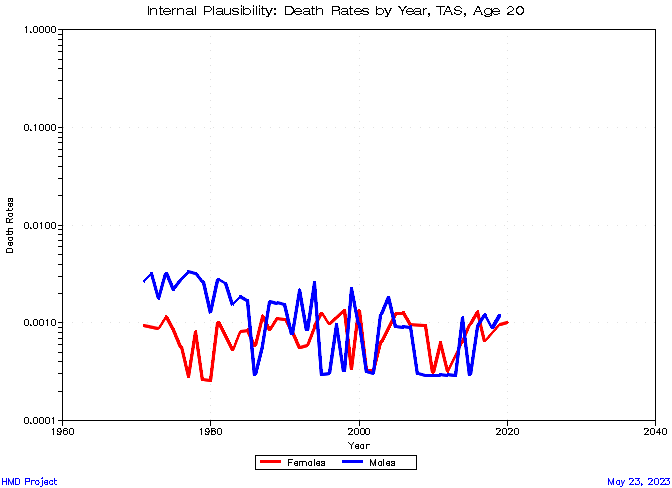 Internal Plausibility: Death Rates by Year, TAS, Age 20
1.0000
0.1000
0.0100
0.0010
0.0001
Death Rates
1960
1980
2000
2020
2040
Year
Females Males
HMD Project
May 23, 2023